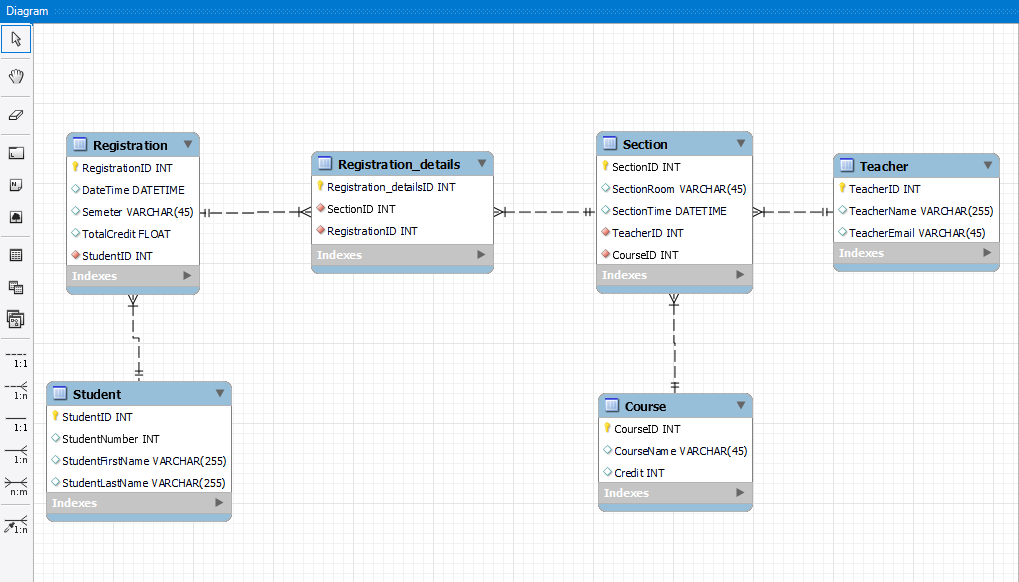 Diagram
Registration
RegistrationID INT
DateTime DATETIME
Semeter VARCHAR(45)
TotalCredit FLOAT
StudentID INT
Indexes
Registration_details
Registration_detailsID INT
SectionID INT
RegistrationID INT
Indexes
Section
SectionID INT
SectionRoom VARCHAR(45)
SectionTime DATETIME
TeacherID INT
CourseID INT
Indexes
Teacher
TeacherID INT
TeacherName VARCHAR(255)
TeacherEmail VARCHAR(45)
Indexes
Student
StudentID INT
StudentNumber INT
StudentFirstName VARCHAR(255)
StudentLastName VARCHAR(255)
Indexes
Course
CourseID INT
CourseName VARCHAR(45)
Credit INT
Indexes
1:1
1:n
1:1
1:n
n:m
1:n